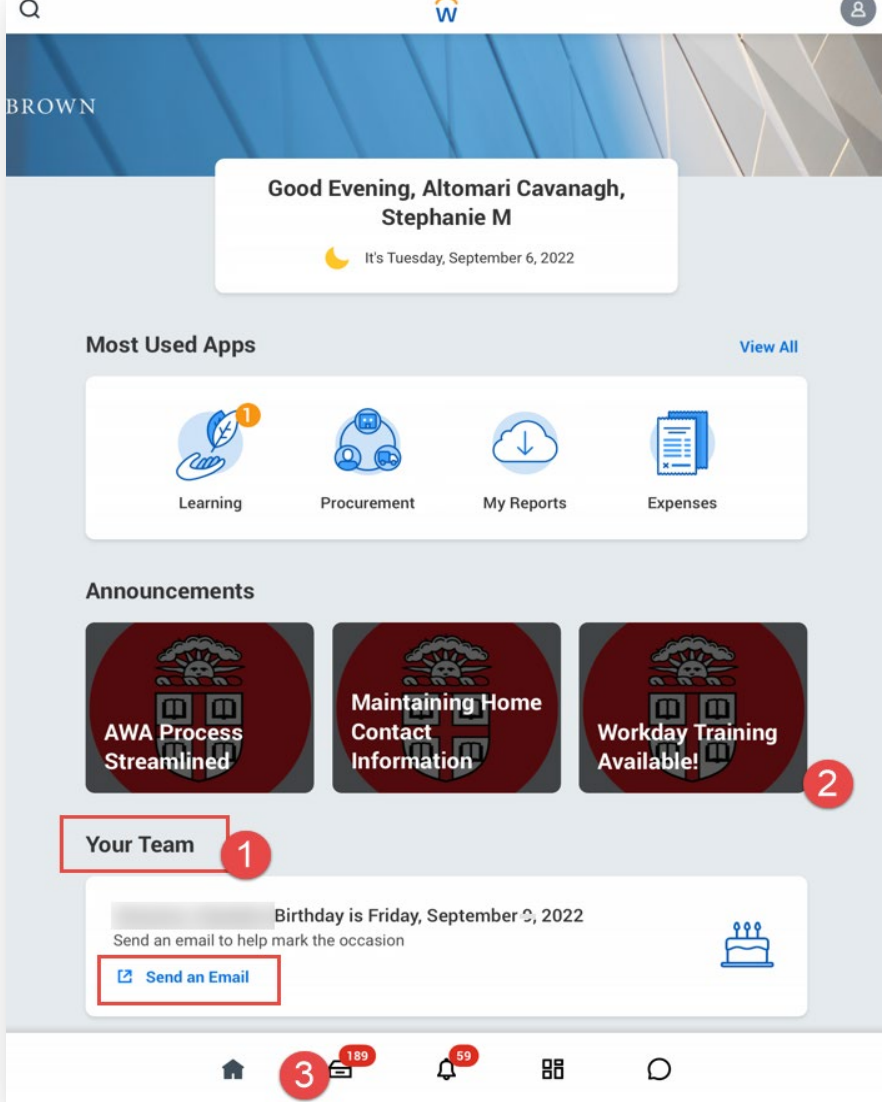 W
BROWN
Good Evening, Altomari Cavanagh,
Stephanie M
It's Tuesday, September 6, 2022
Most Used Apps
View All
1
Learning
Procurement
My Reports
Expenses
Announcements
AWA Process
Streamlined
Maintaining Home
Contact
Information
Workday Training
Available!
2
Your Team
1
Birthday is Friday, September 9, 2022
Send an email to help mark the occasion
Send an Email
3
189
59